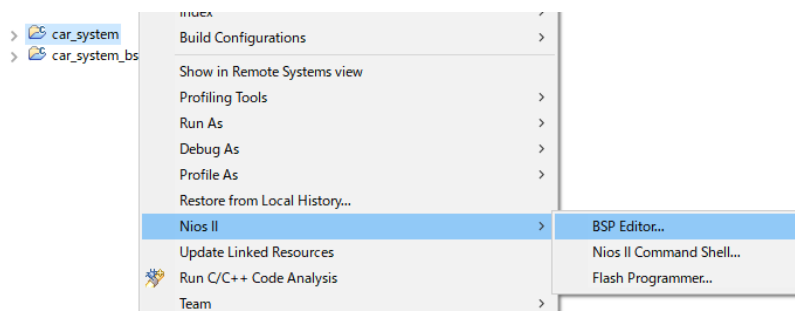 Index
car_system
Build Configurations
car_system_bs
Show in Remote Systems view
Profiling Tools
Run As
Debug As
Profile As
Restore from Local History...
Nios II
BSP Editor...
Update Linked Resources
Nios II Command Shell...
Run C/C++ Code Analysis
Flash Programmer...
Team